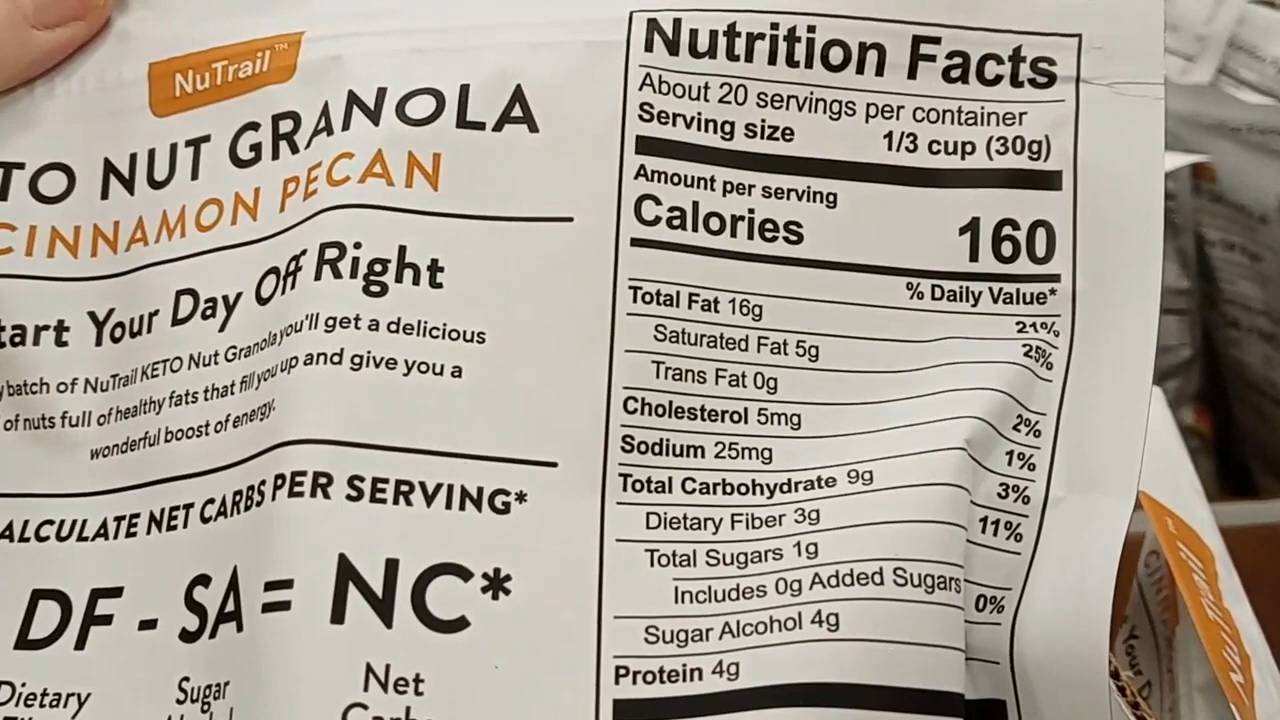 NuTrail™
TO NUT GRANOLA
CINNAMON PECAN
tart Your Day Off Right
y batch of NuTrail KETO Nut Granola you'll get a delicious
of nuts full of healthy fats that fill you up and give you a
wonderful boost of energy.
ALCULATE NET CARBS PER SERVING*
DF - SA = NC*
Dietary Sugar Net
Nutrition Facts
About 20 servings per container
Serving size 1/3 cup (30g)
Amount per serving
Calories 160
% Daily Value*
Total Fat 16g 21%
Saturated Fat 5g 25%
Trans Fat 0g
Cholesterol 5mg 2%
Sodium 25mg 1%
Total Carbohydrate 9g 3%
Dietary Fiber 3g 11%
Total Sugars 1g
Includes 0g Added Sugars 0%
Sugar Alcohol 4g
Protein 4g